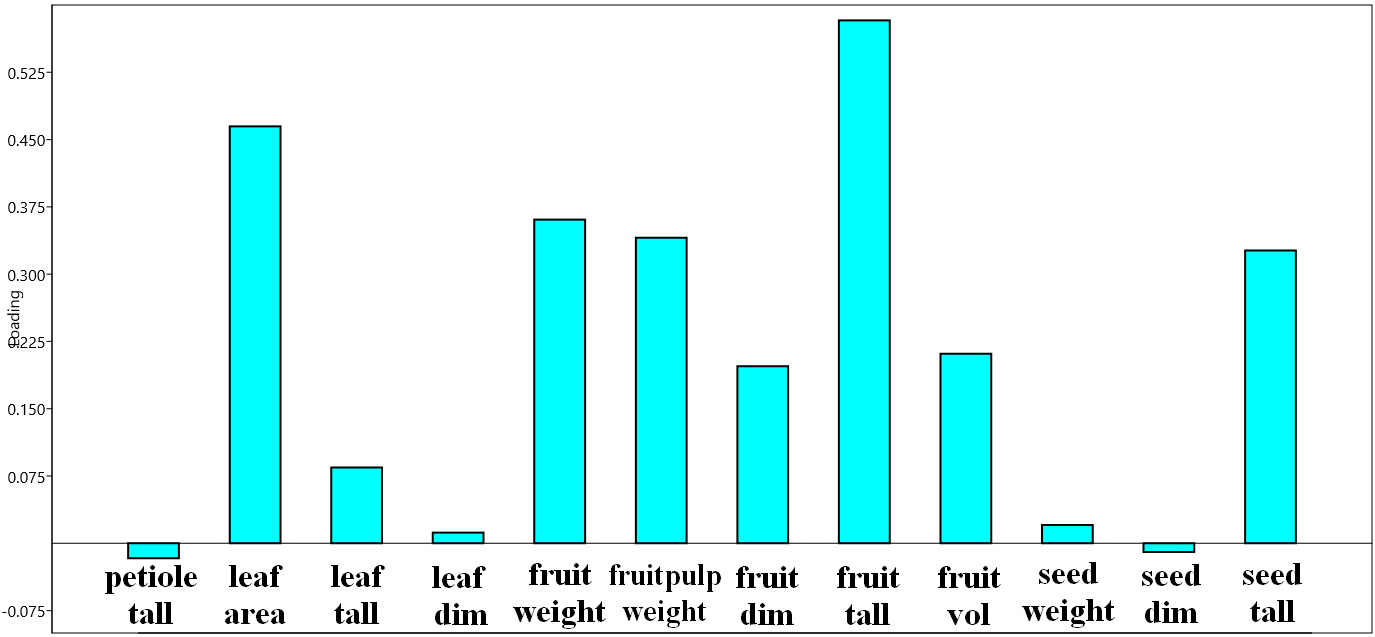 0.525
0.450
0.375
0.300
0.225
0.150
0.075
-0.075
Loading
petiole tall
leaf area
leaf tall
leaf dim
fruit weight
fruitpulp weight
fruit dim
fruit tall
fruit vol
seed weight
seed dim
seed tall